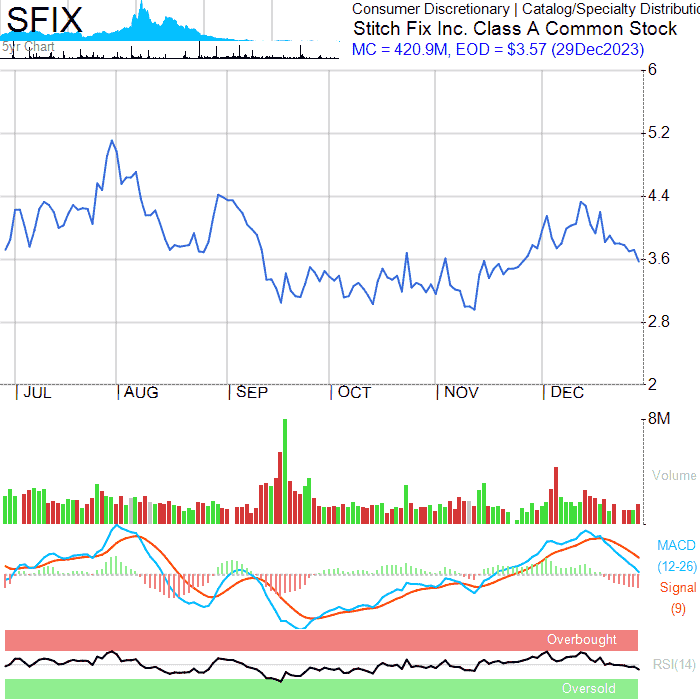 SFIX
5yr Chart
Consumer Discretionary | Catalog/Specialty Distributio
Stitch Fix Inc. Class A Common Stock
MC = 420.9M, EOD = $3.57 (29Dec2023)
6
5.2
4.4
3.6
2.8
2
JUL AUG SEP OCT NOV DEC
8M
Volume
MACD
(12-26)
Signal
(9)
Overbought
RSI(14)
Oversold